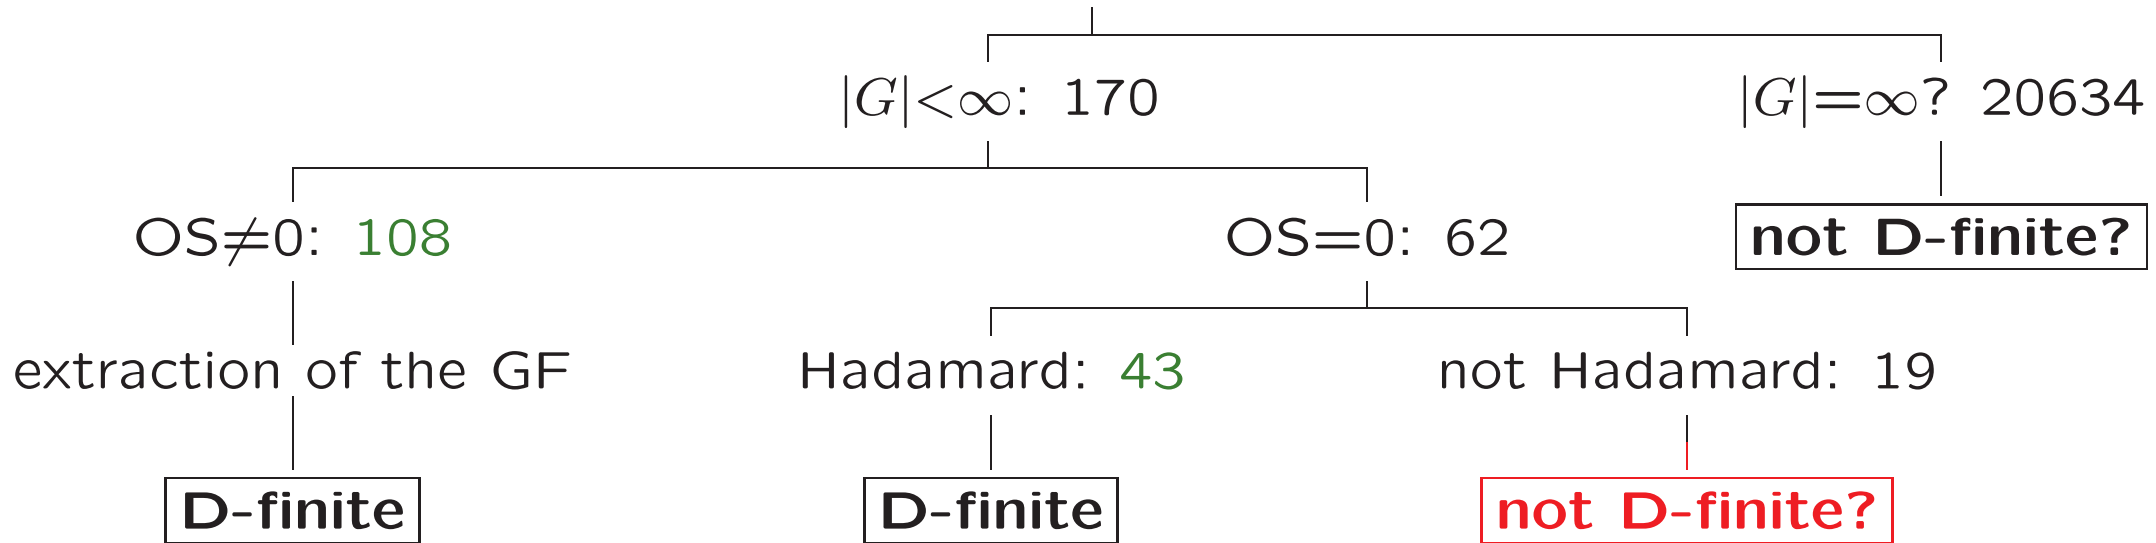 |G|<∞: 170
|G|=∞? 20634
OS≠0: 108
OS=0: 62
not D-finite?
extraction of the GF
Hadamard: 43
not Hadamard: 19
D-finite
D-finite
not D-finite?